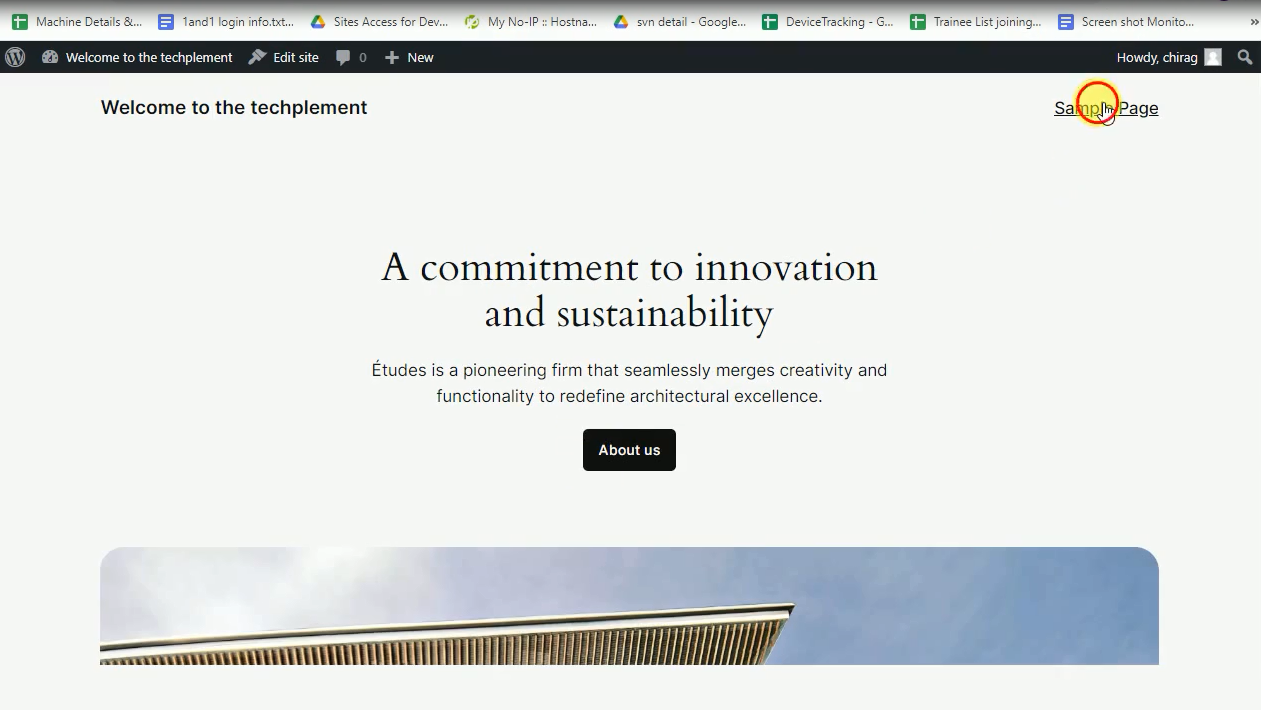 Machine Details&... 1and1 login info.txt... Sites Access for Dev... My No-IP :: Hostna... svn detail - Google... DeviceTracking - G... Trainee List joining... Screen shot Monito... »
Welcome to the techplement Edit site 0 New Howdy, chirag
Welcome to the techplement Sample Page
A commitment to innovation
and sustainability
Études is a pioneering firm that seamlessly merges creativity and
functionality to redefine architectural excellence.
About us